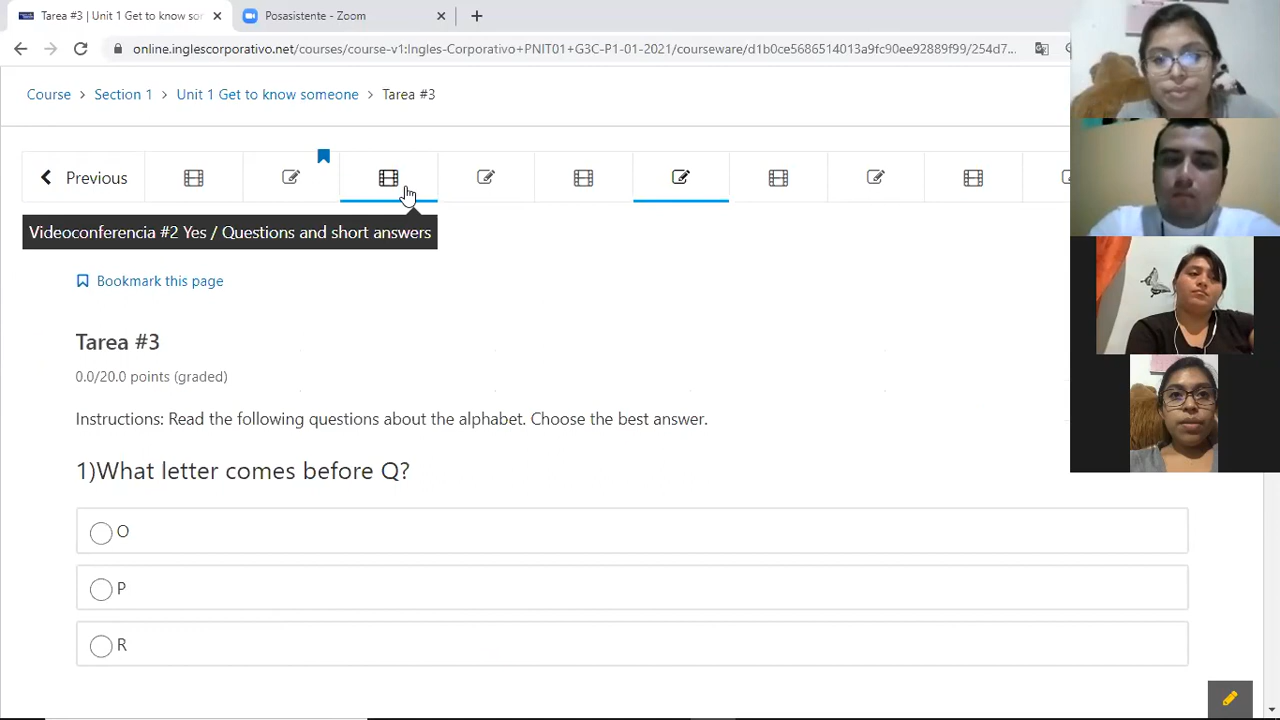 Tarea #3 | Unit 1 Get to know so
Posasistente - Zoom
online.inglescorporativo.net/courses/course-v1:Ingles-Corporativo+PNIT01+G3C-P1-01-2021/courseware/d1b0ce5686514013a9fc90ee92889f99/254d7...
Course > Section 1 > Unit 1 Get to know someone > Tarea #3
Previous
Videoconferencia #2 Yes / Questions and short answers
Bookmark this page
Tarea #3
0.0/20.0 points (graded)
Instructions: Read the following questions about the alphabet. Choose the best answer.
1)What letter comes before Q?
O
P
R